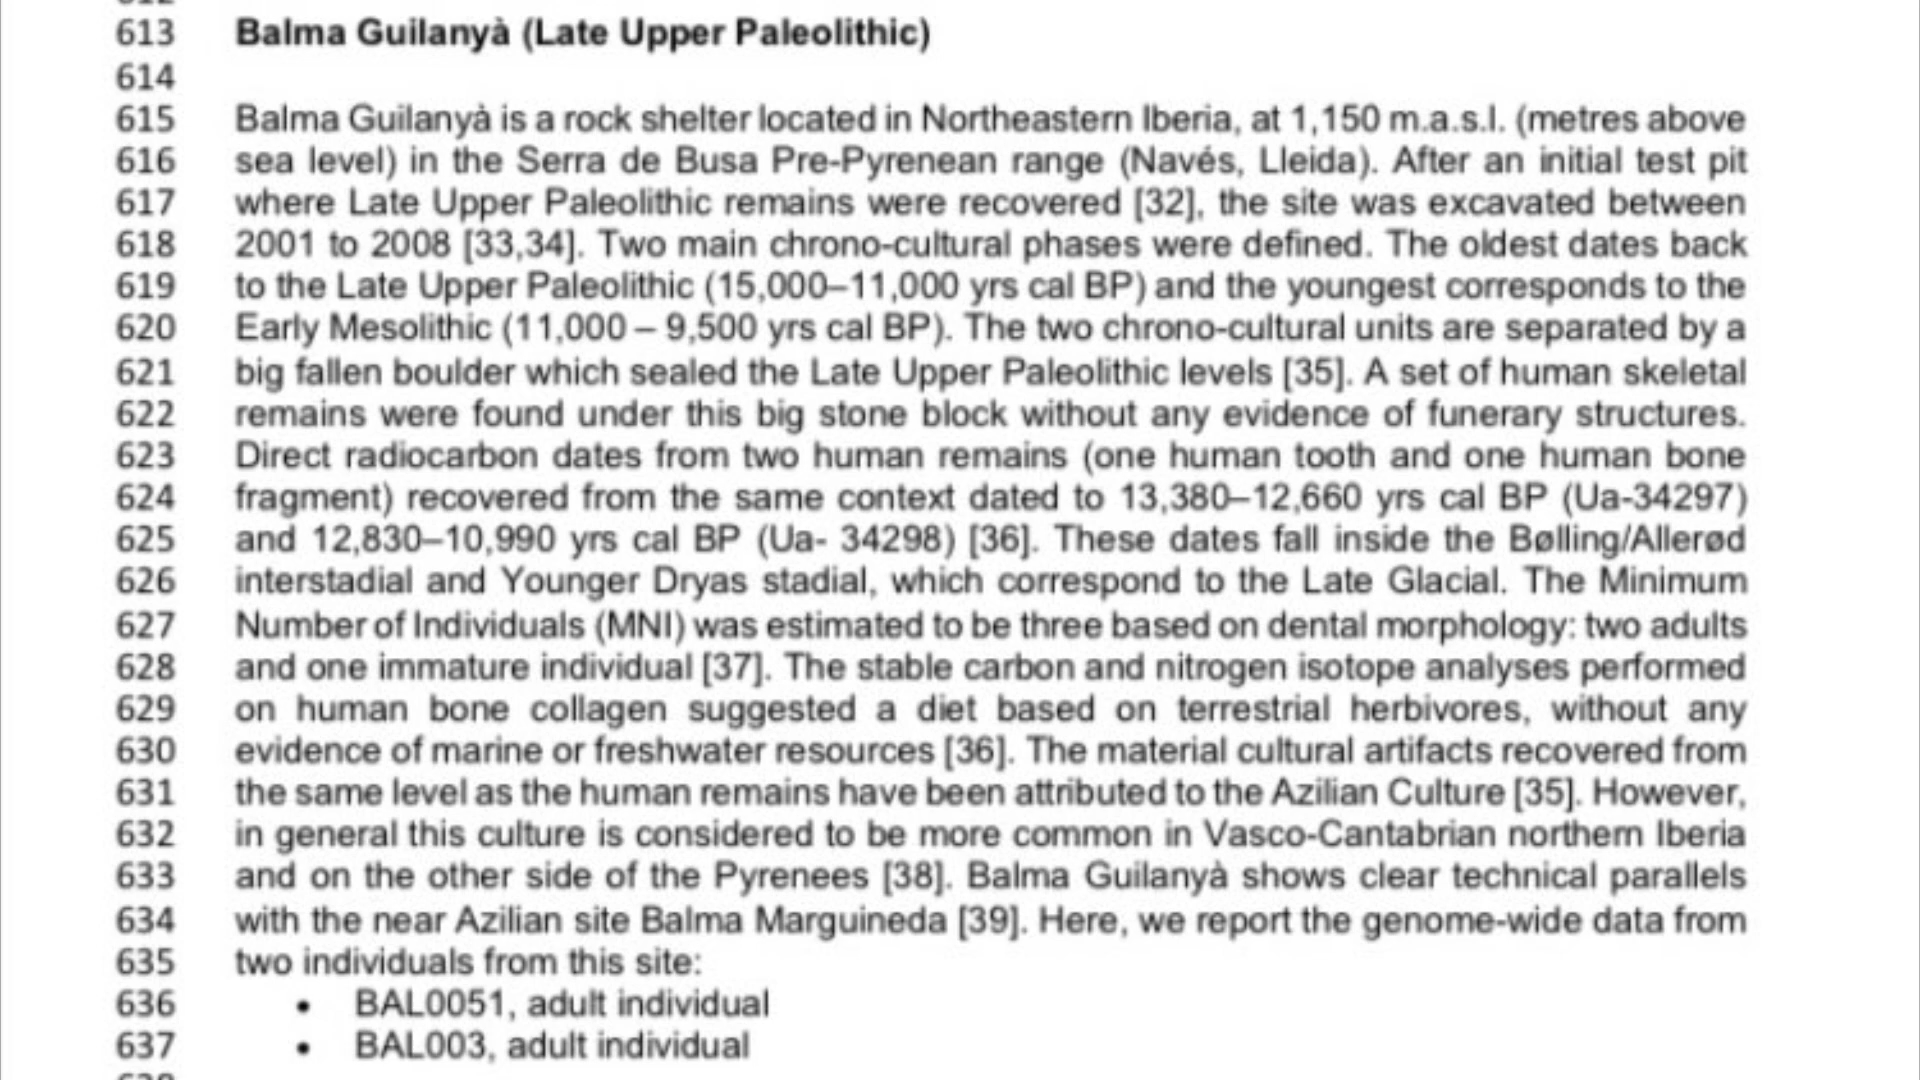 613 Balma Guilanyà (Late Upper Paleolithic)
614
615 Balma Guilanyà is a rock shelter located in Northeastern Iberia, at 1,150 m.a.s.l. (metres above
616 sea level) in the Serra de Busa Pre-Pyrenean range (Navés, Lleida). After an initial test pit
617 where Late Upper Paleolithic remains were recovered [32], the site was excavated between
618 2001 to 2008 [33,34]. Two main chrono-cultural phases were defined. The oldest dates back
619 to the Late Upper Paleolithic (15,000–11,000 yrs cal BP) and the youngest corresponds to the
620 Early Mesolithic (11,000 – 9,500 yrs cal BP). The two chrono-cultural units are separated by a
621 big fallen boulder which sealed the Late Upper Paleolithic levels [35]. A set of human skeletal
622 remains were found under this big stone block without any evidence of funerary structures.
623 Direct radiocarbon dates from two human remains (one human tooth and one human bone
624 fragment) recovered from the same context dated to 13,380–12,660 yrs cal BP (Ua-34297)
625 and 12,830–10,990 yrs cal BP (Ua- 34298) [36]. These dates fall inside the Bølling/Allerød
626 interstadial and Younger Dryas stadial, which correspond to the Late Glacial. The Minimum
627 Number of Individuals (MNI) was estimated to be three based on dental morphology: two adults
628 and one immature individual [37]. The stable carbon and nitrogen isotope analyses performed
629 on human bone collagen suggested a diet based on terrestrial herbivores, without any
630 evidence of marine or freshwater resources [36]. The material cultural artifacts recovered from
631 the same level as the human remains have been attributed to the Azilian Culture [35]. However,
632 in general this culture is considered to be more common in Vasco-Cantabrian northern Iberia
633 and on the other side of the Pyrenees [38]. Balma Guilanyà shows clear technical parallels
634 with the near Azilian site Balma Marguineda [39]. Here, we report the genome-wide data from
635 two individuals from this site:
636 • BAL0051, adult individual
637 • BAL003, adult individual